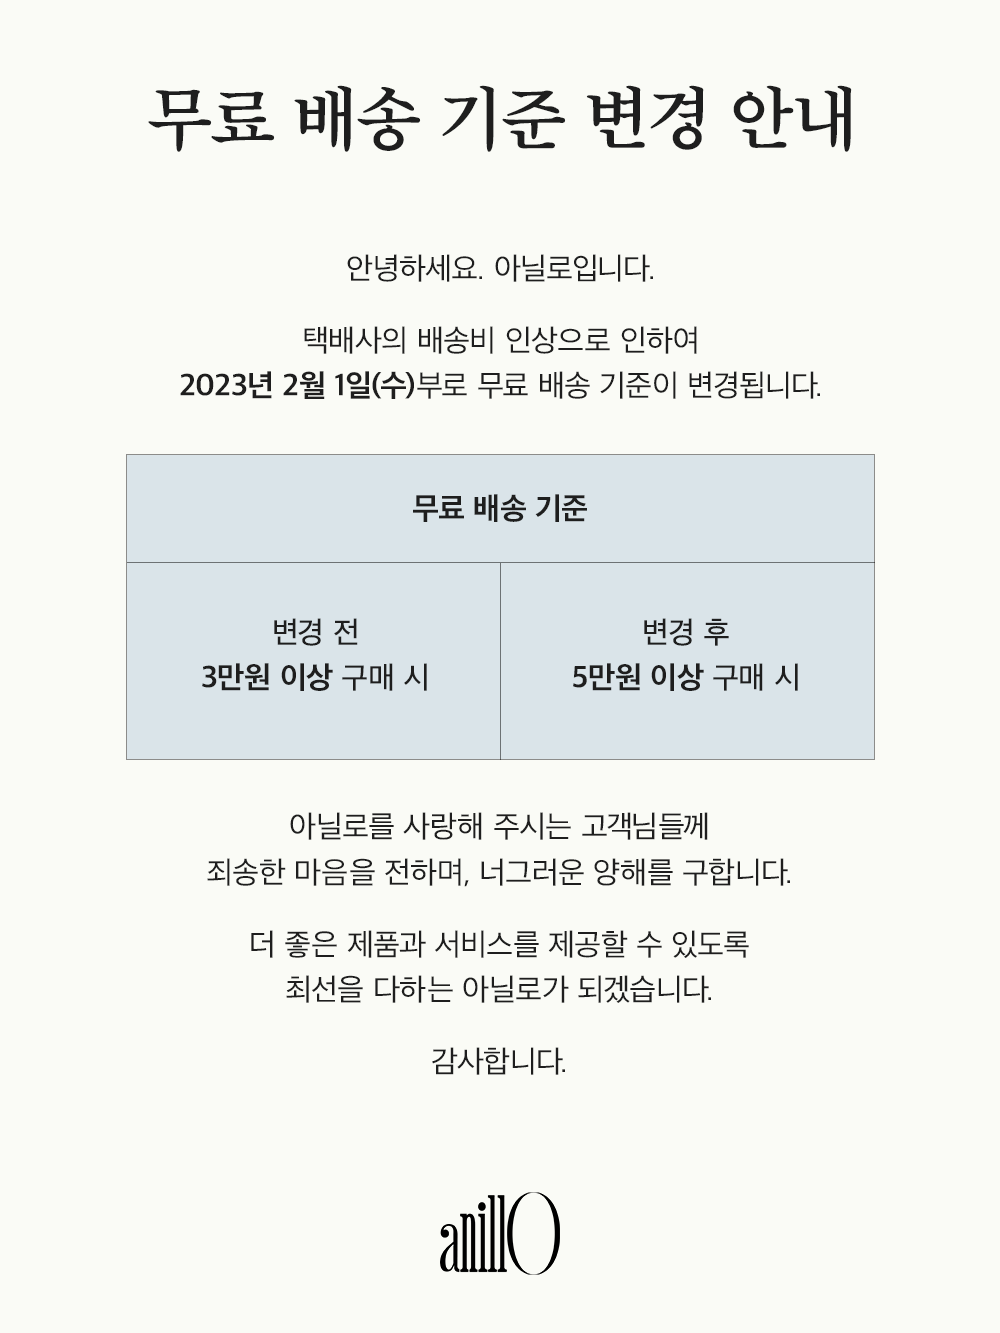 무료 배송 기준 변경 안내
안녕하세요. 아닐로입니다.
택배사의 배송비 인상으로 인하여
2023년 2월 1일(수)부로 무료 배송 기준이 변경됩니다.
무료 배송 기준
변경 전
3만원 이상 구매 시
변경 후
5만원 이상 구매 시
아닐로를 사랑해 주시는 고객님들께
죄송한 마음을 전하며, 너그러운 양해를 구합니다.
더 좋은 제품과 서비스를 제공할 수 있도록
최선을 다하는 아닐로가 되겠습니다.
감사합니다.
anillO